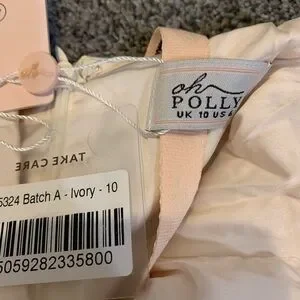 oh
POLLY
UK 10 US 6
TAKE CARE
5324 Batch A - Ivory - 10
5059282335800